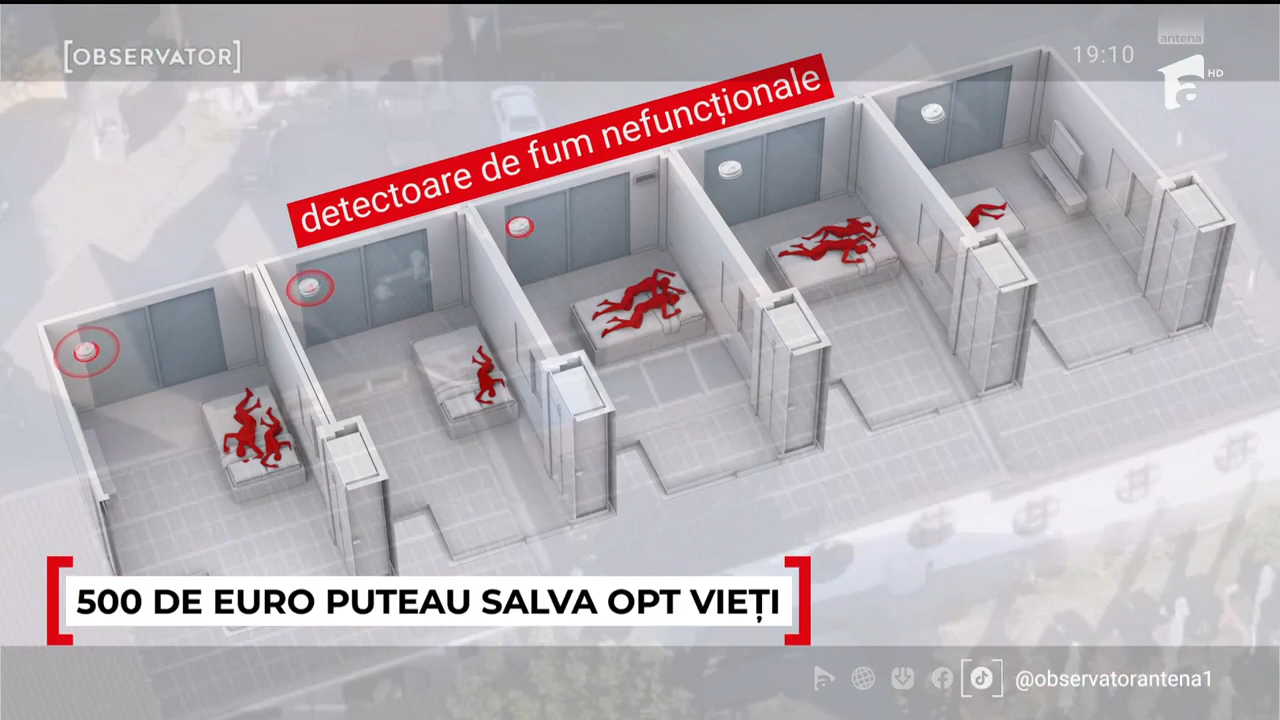 [OBSERVATOR]
19:10
antena
HD
detectoare de fum nefuncționale
500 DE EURO PUTEAU SALVA OPT VIEȚI
@observatorantena1